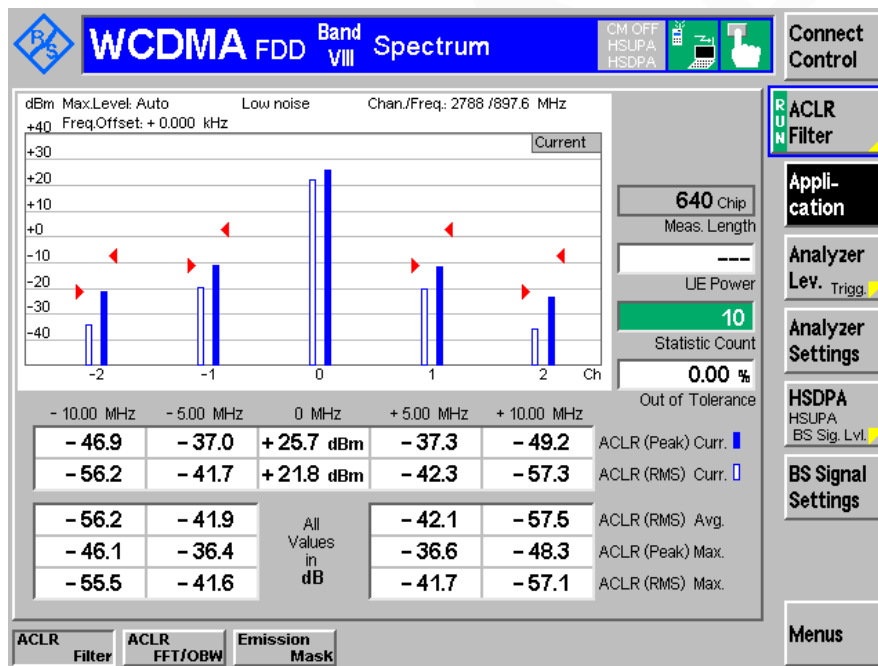 R/S WCDMA FDD Band VIII Spectrum
CM OFF
HSUPA
HSDPA
Connect Control
dBm Max.Level: Auto Low noise Chan./Freq.: 2788 /897.6 MHz
Freq.Offset: + 0.000 kHz
+40
Current
+30
+20
+10
+0
-10
-20
-30
-40
-2 -1 0 1 2 Ch
640 Chip
Meas. Length
---
UE Power
10
Statistic Count
0.00 %
Out of Tolerance
RUN
ACLR Filter
Appli-
cation
Analyzer
Lev. Trigg.
Analyzer
Settings
HSDPA
HSUPA
BS Sig. Lvl.
BS Signal
Settings
- 10.00 MHz - 5.00 MHz 0 MHz + 5.00 MHz + 10.00 MHz
- 46.9 - 37.0 + 25.7 dBm - 37.3 - 49.2 ACLR (Peak) Curr.
- 56.2 - 41.7 + 21.8 dBm - 42.3 - 57.3 ACLR (RMS) Curr.
- 56.2 - 41.9 - 42.1 - 57.5 ACLR (RMS) Avg.
- 46.1 - 36.4 - 36.6 - 48.3 ACLR (Peak) Max.
- 55.5 - 41.6 - 41.7 - 57.1 ACLR (RMS) Max.
All
Values
in
dB
ACLR Filter
ACLR FFT/OBW
Emission Mask
Menus